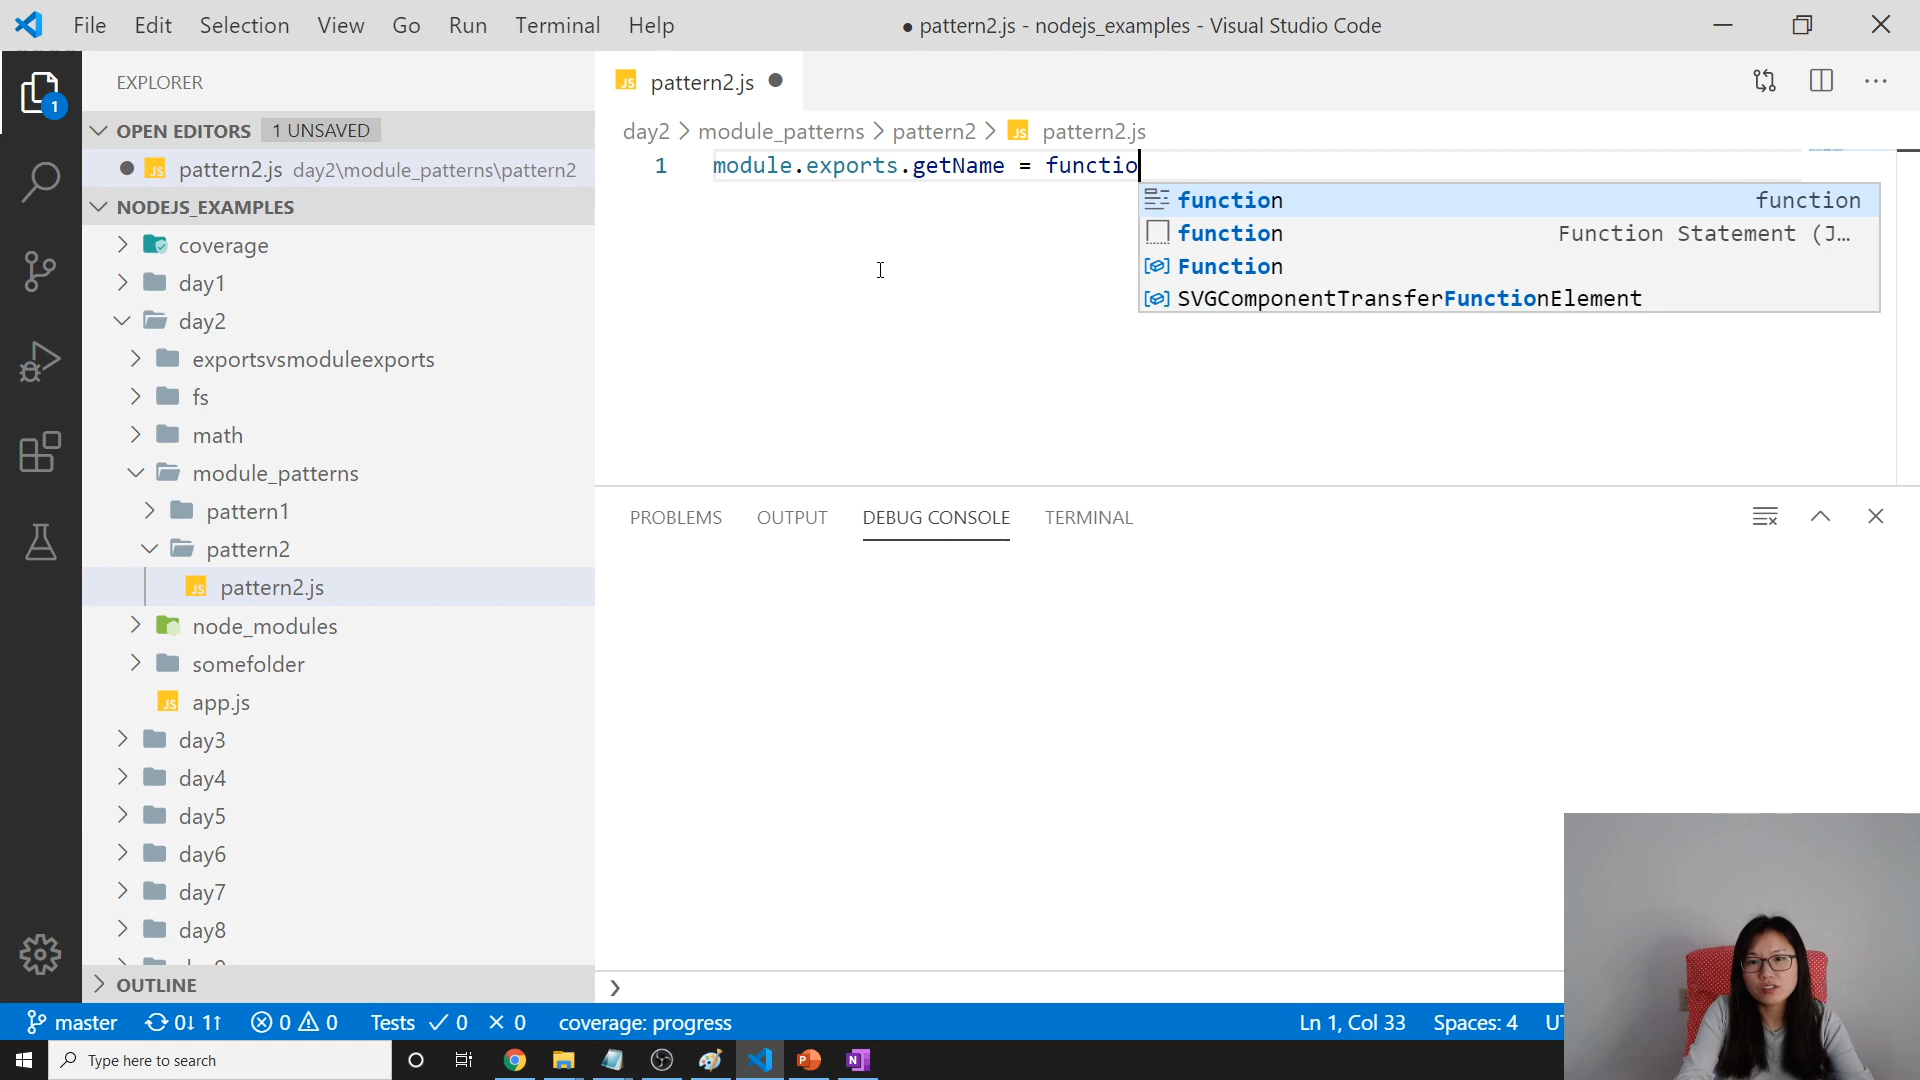 File Edit Selection View Go Run Terminal Help
● pattern2.js - nodejs_examples - Visual Studio Code
EXPLORER
OPEN EDITORS 1 UNSAVED
pattern2.js day2\module_patterns\pattern2
NODEJS_EXAMPLES
coverage
day1
day2
exportsvsmoduleexports
fs
math
module_patterns
pattern1
pattern2
JS pattern2.js
node_modules
somefolder
JS app.js
day3
day4
day5
day6
day7
day8
OUTLINE
JS pattern2.js
day2 > module_patterns > pattern2 > JS pattern2.js
1 module.exports.getName = functio
function function
function Function Statement (J…
Function
SVGComponentTransferFunctionElement
PROBLEMS OUTPUT DEBUG CONSOLE TERMINAL
master 0↓ 1↑ 0 0 Tests ✓ 0 × 0 coverage: progress Ln 1, Col 33 Spaces: 4
Type here to search